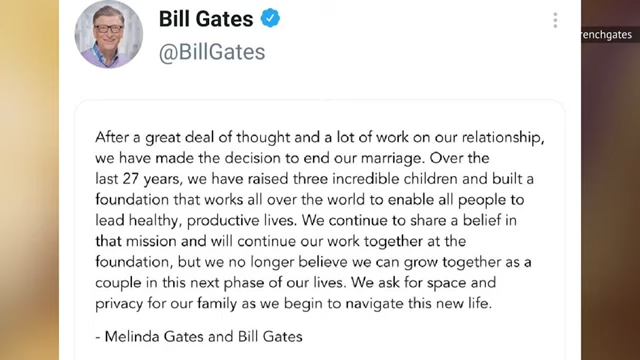 Bill Gates
@BillGates
renchgates
After a great deal of thought and a lot of work on our relationship,
we have made the decision to end our marriage. Over the
last 27 years, we have raised three incredible children and built a
foundation that works all over the world to enable all people to
lead healthy, productive lives. We continue to share a belief in
that mission and will continue our work together at the
foundation, but we no longer believe we can grow together as a
couple in this next phase of our lives. We ask for space and
privacy for our family as we begin to navigate this new life.
- Melinda Gates and Bill Gates